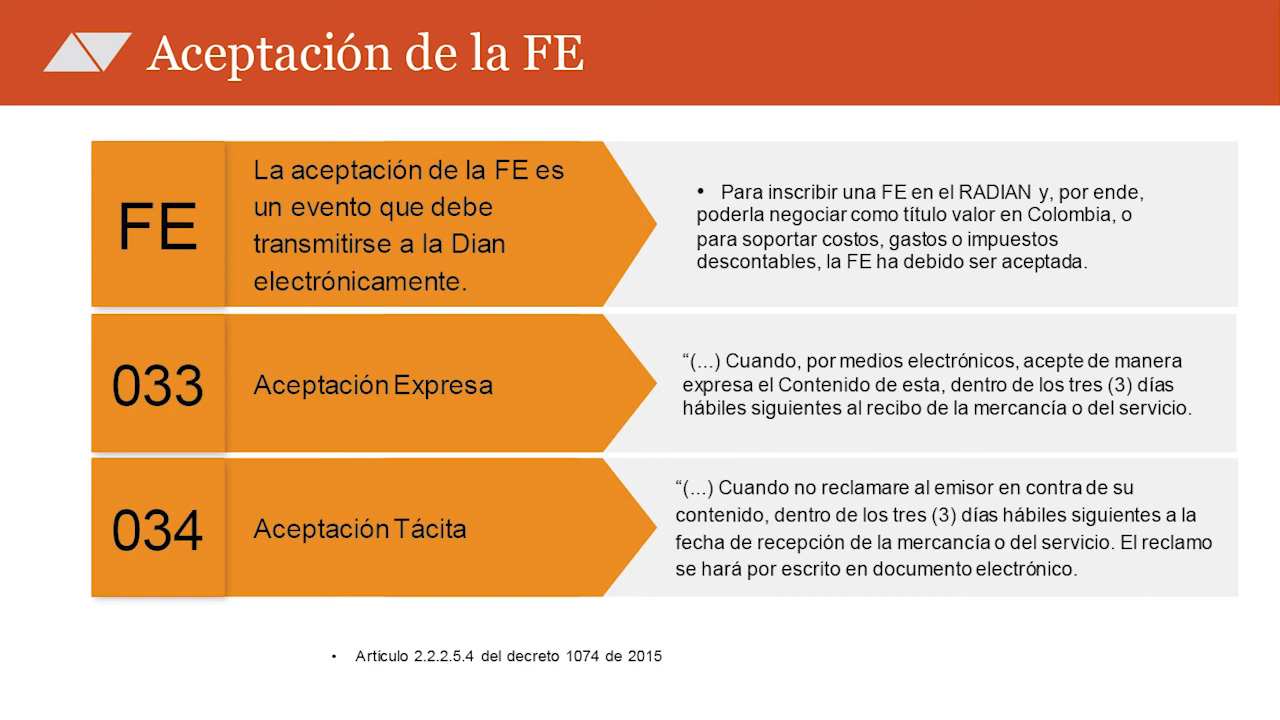 Aceptación de la FE
FE
La aceptación de la FE es
un evento que debe
transmitirse a la Dian
electrónicamente.
• Para inscribir una FE en el RADIAN y, por ende,
poderla negociar como título valor en Colombia, o
para soportar costos, gastos o impuestos
descontables, la FE ha debido ser aceptada.
033
Aceptación Expresa
“(...) Cuando, por medios electrónicos, acepte de manera
expresa el Contenido de esta, dentro de los tres (3) días
hábiles siguientes al recibo de la mercancía o del servicio.
034
Aceptación Tácita
“(...) Cuando no reclamare al emisor en contra de su
contenido, dentro de los tres (3) días hábiles siguientes a la
fecha de recepción de la mercancía o del servicio. El reclamo
se hará por escrito en documento electrónico.
• Artículo 2.2.2.5.4 del decreto 1074 de 2015